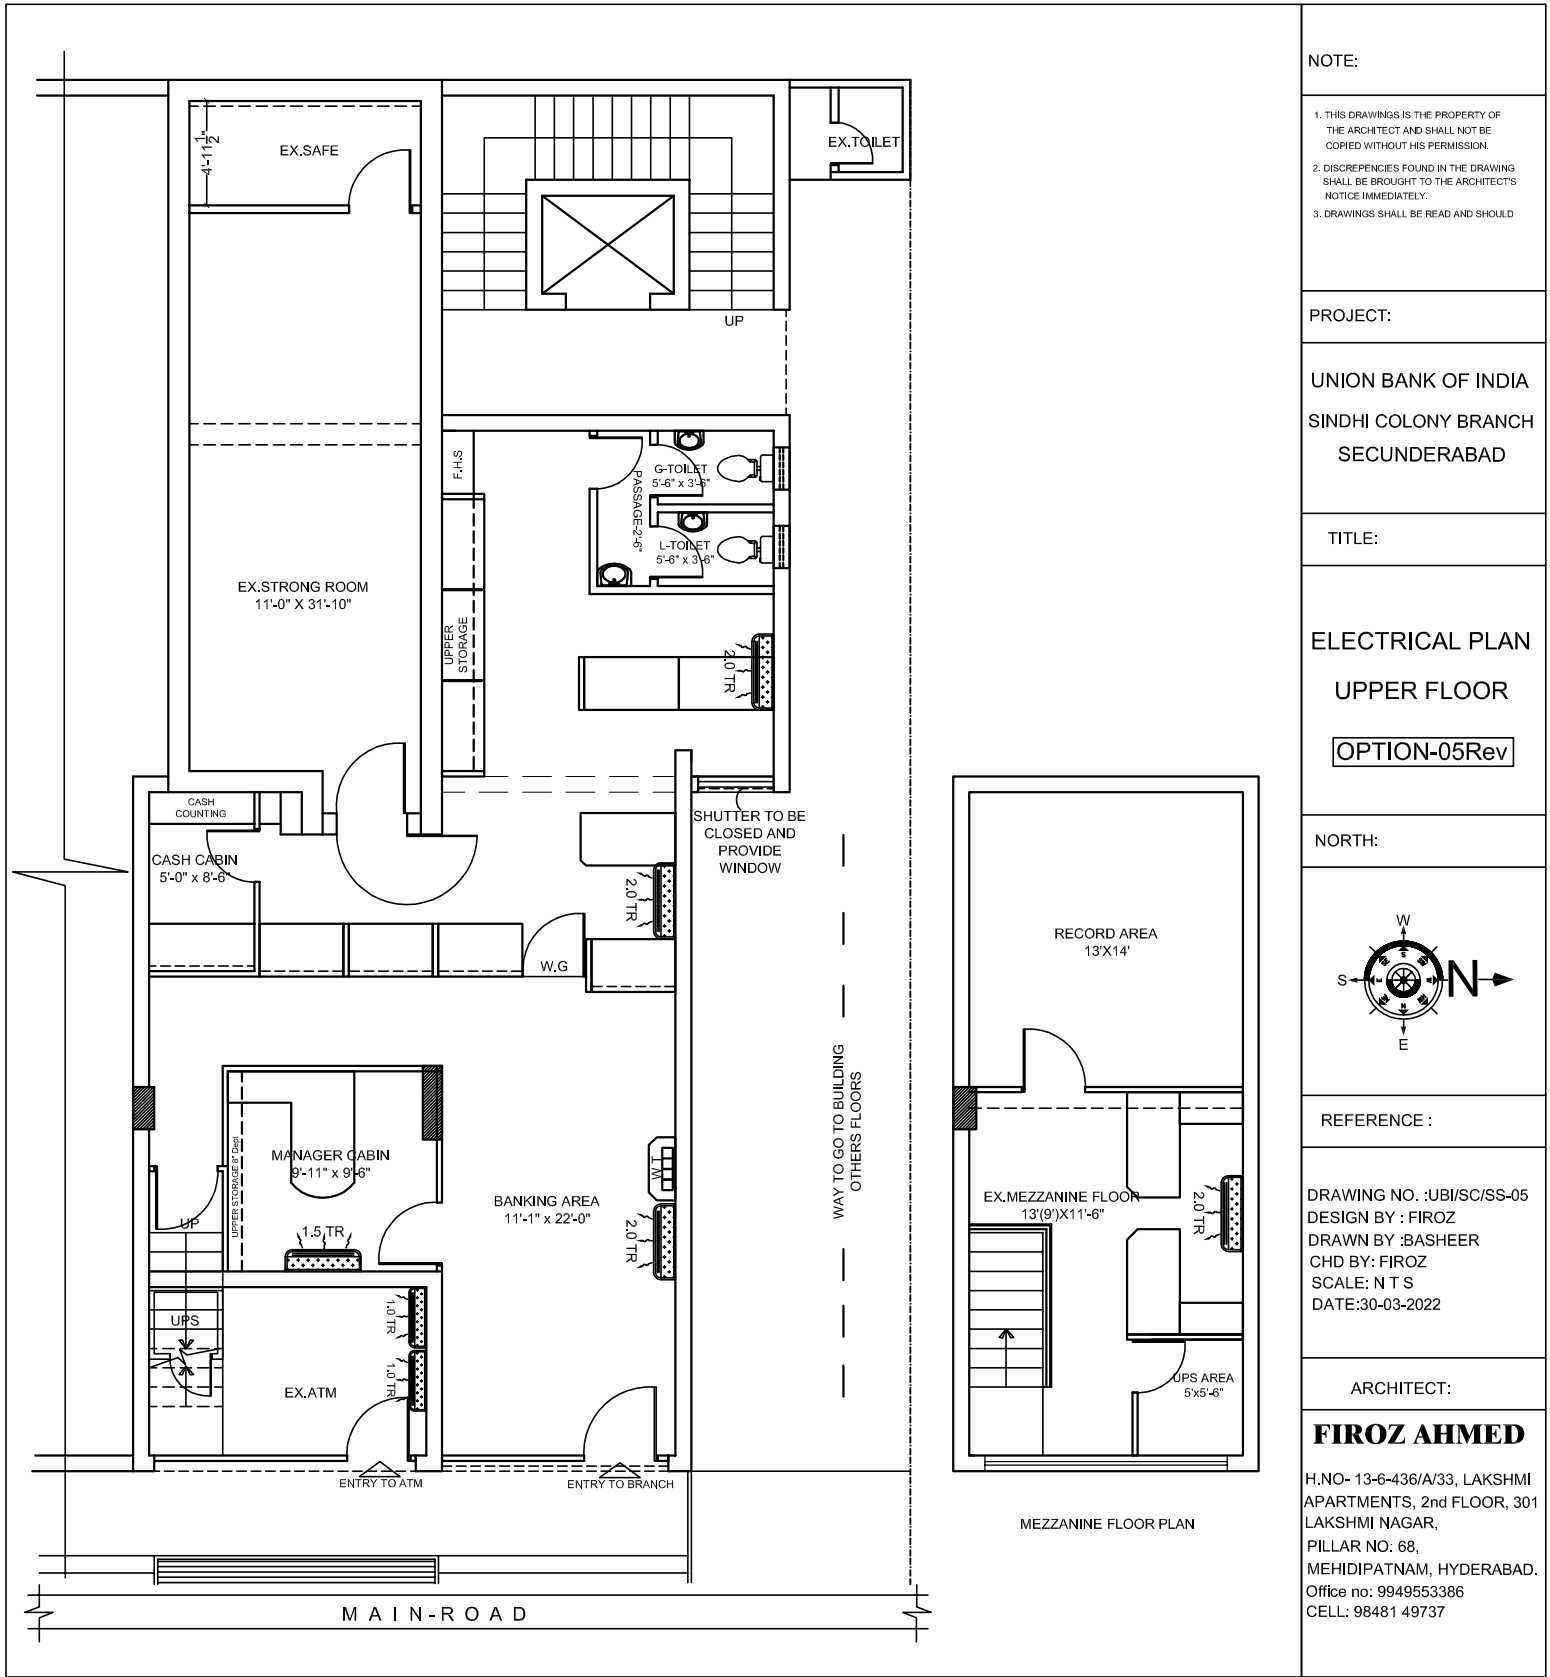 EX.SAFE
4'-11 1/2"
EX.TOILET
UP
F.H.S
G-TOILET
5'-6" x 3'-6"
PASSAGE-2'-6"
L-TOILET
5'-6" x 3'-6"
EX.STRONG ROOM
11'-0" X 31'-10"
UPPER
STORAGE
2.0 TR
CASH
COUNTING
SHUTTER TO BE
CLOSED AND
PROVIDE
WINDOW
CASH CABIN
5'-0" x 8'-6"
2.0 TR
W.G
WAY TO GO TO BUILDING
OTHERS FLOORS
UPPER STORAGE 8" Dept
MANAGER CABIN
9'-11" x 9'-6"
T W
BANKING AREA
11'-1" x 22'-0"
UP
1.5 TR
2.0 TR
UPS
1.0 TR
1.0 TR
EX.ATM
ENTRY TO ATM
ENTRY TO BRANCH
MAIN-ROAD
RECORD AREA
13'X14'
EX.MEZZANINE FLOOR
13'(9')X11'-6"
2.0 TR
UPS AREA
5'x5'-6"
MEZZANINE FLOOR PLAN
NOTE:
1. THIS DRAWINGS IS THE PROPERTY OF
THE ARCHITECT AND SHALL NOT BE
COPIED WITHOUT HIS PERMISSION.
2. DISCREPENCIES FOUND IN THE DRAWING
SHALL BE BROUGHT TO THE ARCHITECT'S
NOTICE IMMEDIATELY.
3. DRAWINGS SHALL BE READ AND SHOULD
PROJECT:
UNION BANK OF INDIA
SINDHI COLONY BRANCH
SECUNDERABAD
TITLE:
ELECTRICAL PLAN
UPPER FLOOR
OPTION-05Rev
NORTH:
W
S
N
E
REFERENCE :
DRAWING NO. :UBI/SC/SS-05
DESIGN BY : FIROZ
DRAWN BY :BASHEER
CHD BY: FIROZ
SCALE: N T S
DATE:30-03-2022
ARCHITECT:
FIROZ AHMED
H.NO- 13-6-436/A/33, LAKSHMI
APARTMENTS, 2nd FLOOR, 301
LAKSHMI NAGAR,
PILLAR NO: 68,
MEHIDIPATNAM, HYDERABAD.
Office no: 9949553386
CELL: 98481 49737